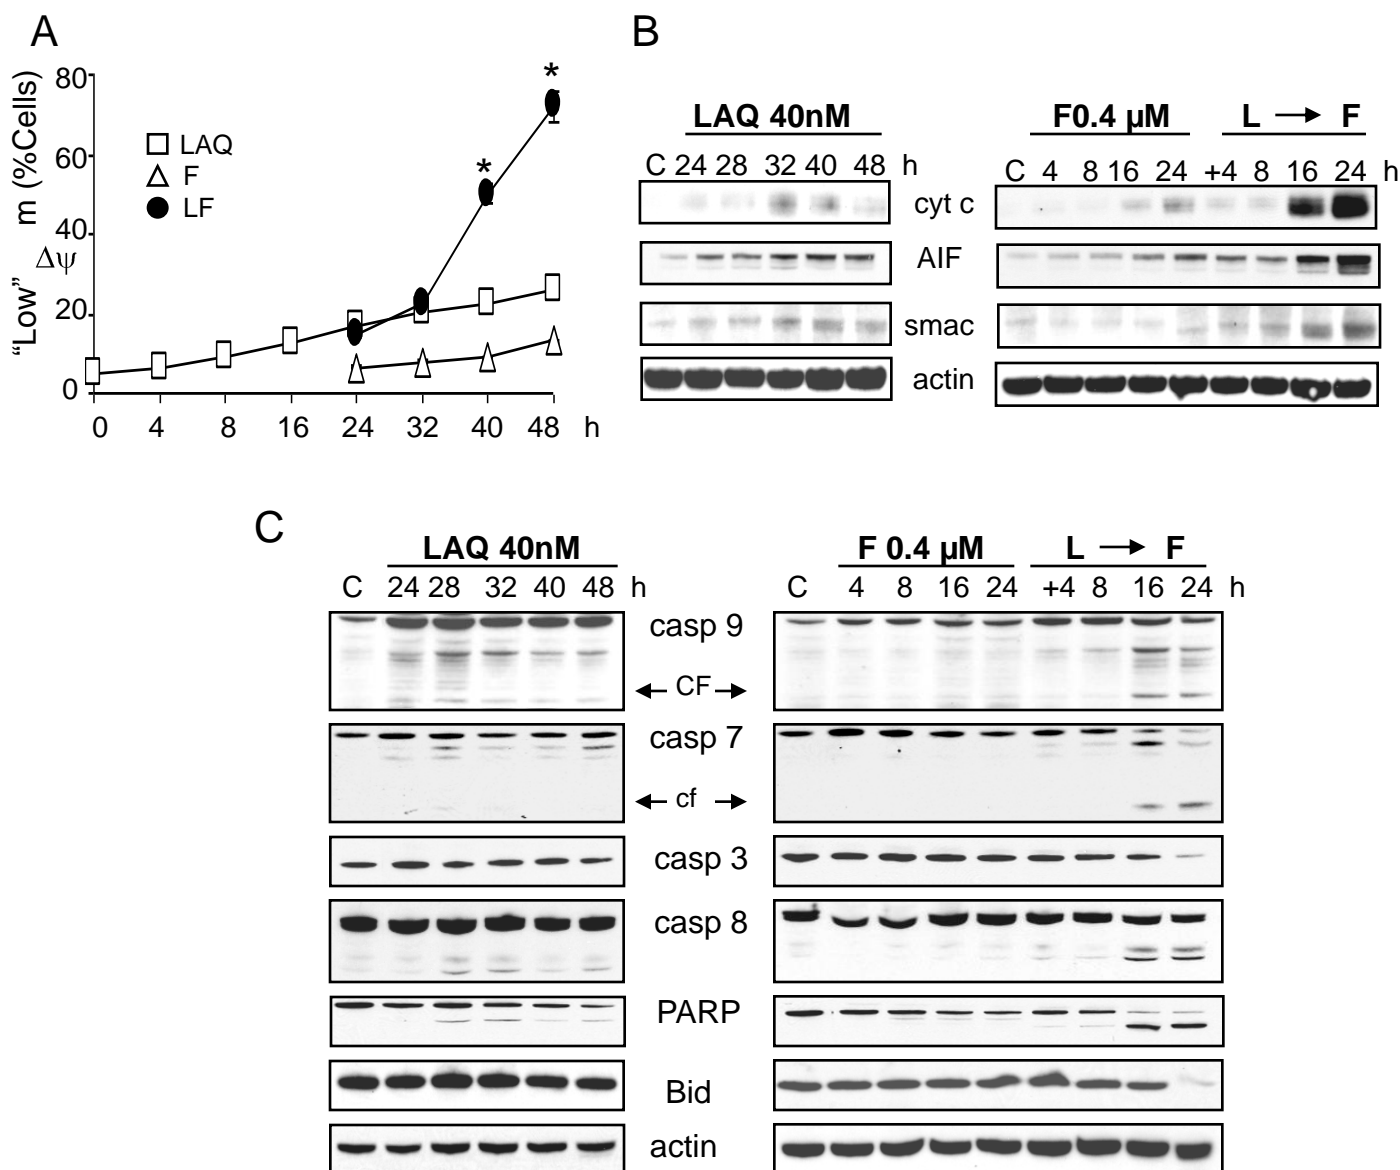 A
“Low” Δψ m (%Cells)
80
60
40
20
0
LAQ
F
LF
*
*
0 4 8 16 24 32 40 48 h
B
LAQ 40nM
C 24 28 32 40 48 h
F0.4 µM L → F
C 4 8 16 24 +4 8 16 24 h
cyt c
AIF
smac
actin
C
LAQ 40nM
C 24 28 32 40 48 h
F 0.4 µM L → F
C 4 8 16 24 +4 8 16 24 h
casp 9
← CF →
casp 7
← cf →
casp 3
casp 8
PARP
Bid
actin